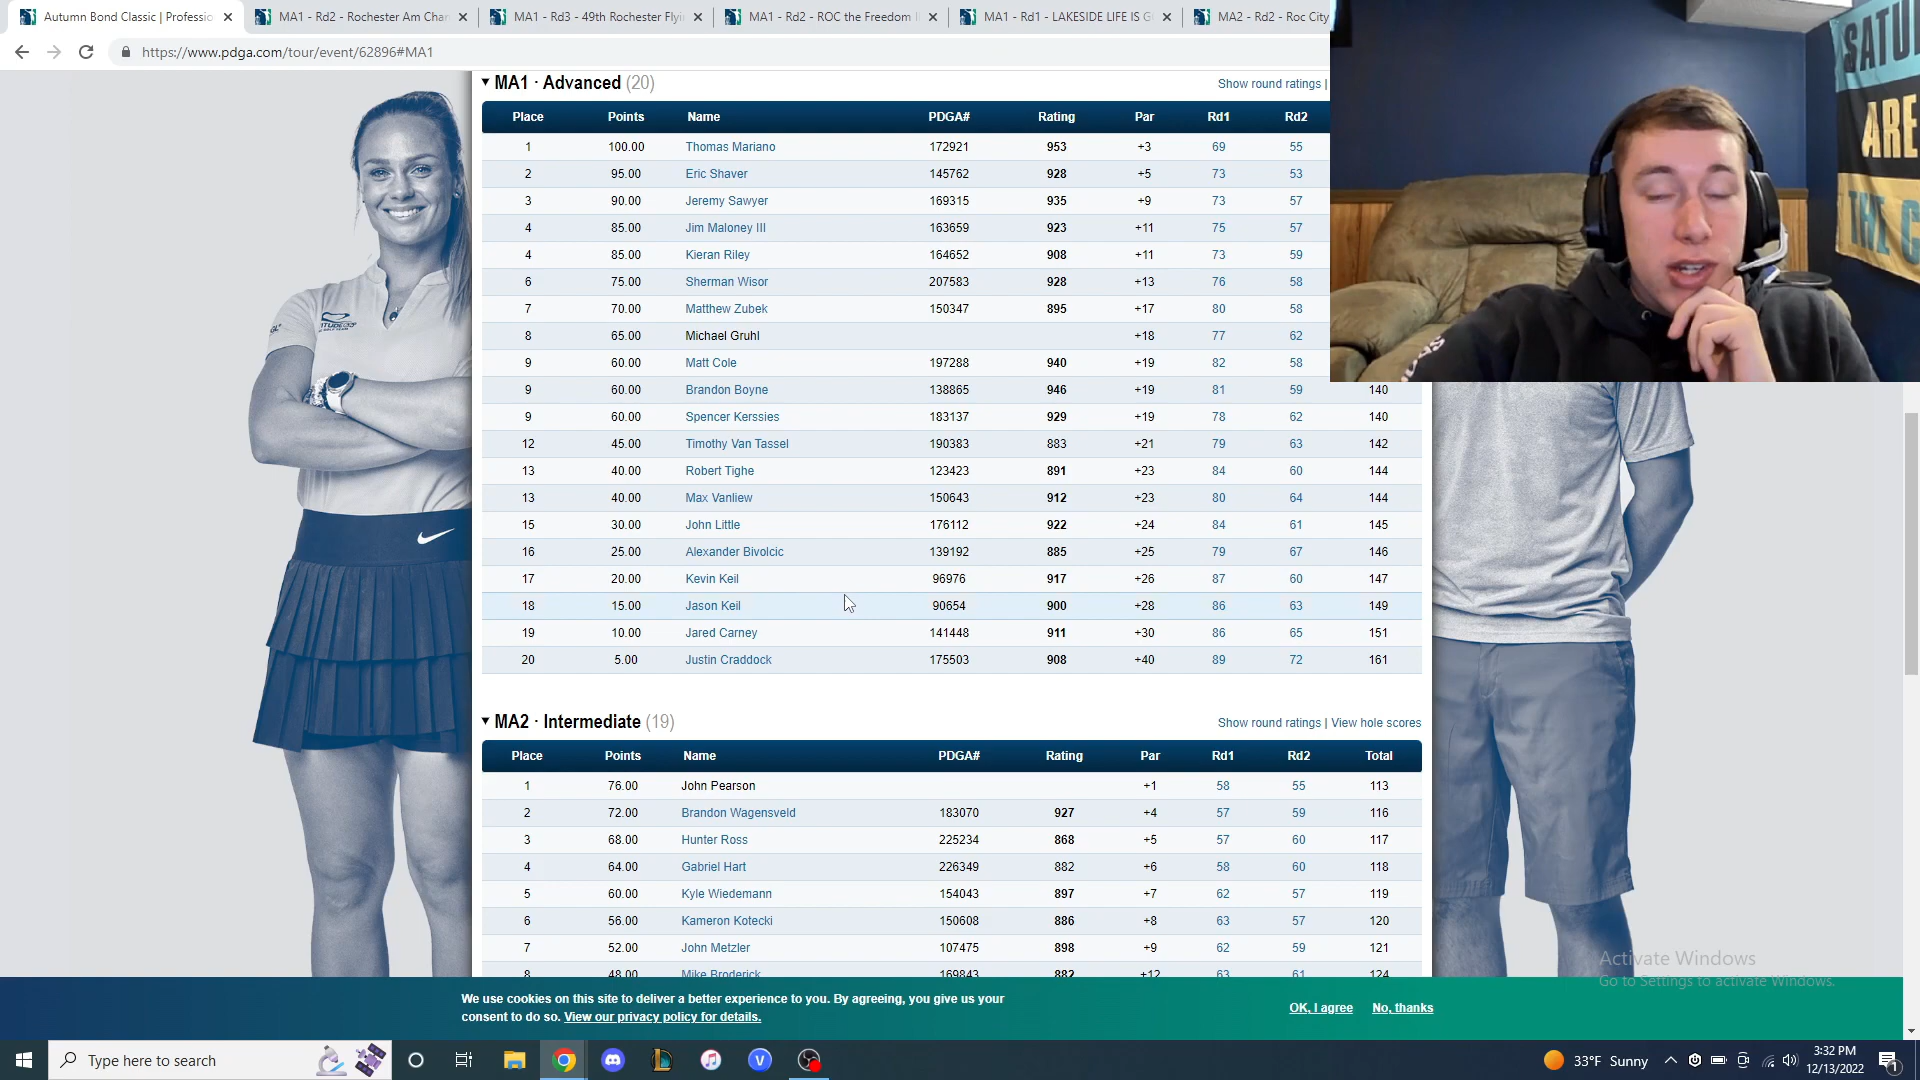 Autumn Bond Classic | Professio
MA1 - Rd2 - Rochester Am Cha
MA1 - Rd3 - 49th Rochester Flyi
MA1 - Rd2 - ROC the Freedom
MA1 - Rd1 - LAKESIDE LIFE IS G
MA2 - Rd2 - Roc City
https://www.pdga.com/tour/event/62896#MA1
MA1 · Advanced (20)
Show round ratings |
Place Points Name PDGA# Rating Par Rd1 Rd2
1 100.00 Thomas Mariano 172921 953 +3 69 55
2 95.00 Eric Shaver 145762 928 +5 73 53
3 90.00 Jeremy Sawyer 169315 935 +9 73 57
4 85.00 Jim Maloney III 163659 923 +11 75 57
4 85.00 Kieran Riley 164652 908 +11 73 59
6 75.00 Sherman Wisor 207583 928 +13 76 58
7 70.00 Matthew Zubek 150347 895 +17 80 58
8 65.00 Michael Gruhl +18 77 62
9 60.00 Matt Cole 197288 940 +19 82 58
9 60.00 Brandon Boyne 138865 946 +19 81 59 140
9 60.00 Spencer Kerssies 183137 929 +19 78 62 140
12 45.00 Timothy Van Tassel 190383 883 +21 79 63 142
13 40.00 Robert Tighe 123423 891 +23 84 60 144
13 40.00 Max Vanliew 150643 912 +23 80 64 144
15 30.00 John Little 176112 922 +24 84 61 145
16 25.00 Alexander Bivolcic 139192 885 +25 79 67 146
17 20.00 Kevin Keil 96976 917 +26 87 60 147
18 15.00 Jason Keil 90654 900 +28 86 63 149
19 10.00 Jared Carney 141448 911 +30 86 65 151
20 5.00 Justin Craddock 175503 908 +40 89 72 161
MA2 · Intermediate (19)
Show round ratings | View hole scores
Place Points Name PDGA# Rating Par Rd1 Rd2 Total
1 76.00 John Pearson +1 58 55 113
2 72.00 Brandon Wagensveld 183070 927 +4 57 59 116
3 68.00 Hunter Ross 225234 868 +5 57 60 117
4 64.00 Gabriel Hart 226349 882 +6 58 60 118
5 60.00 Kyle Wiedemann 154043 897 +7 62 57 119
6 56.00 Kameron Kotecki 150608 886 +8 63 57 120
7 52.00 John Metzler 107475 898 +9 62 59 121
8 48.00 Mike Broderick 169843 882 +12 63 61 124
SATU
ARE
THE C
Activate Windows
Go to Settings to activate Windows.
We use cookies on this site to deliver a better experience to you. By agreeing, you give us your
consent to do so. View our privacy policy for details.
OK, I agree
No, thanks
Type here to search
33°F Sunny
3:32 PM
12/13/2022
1